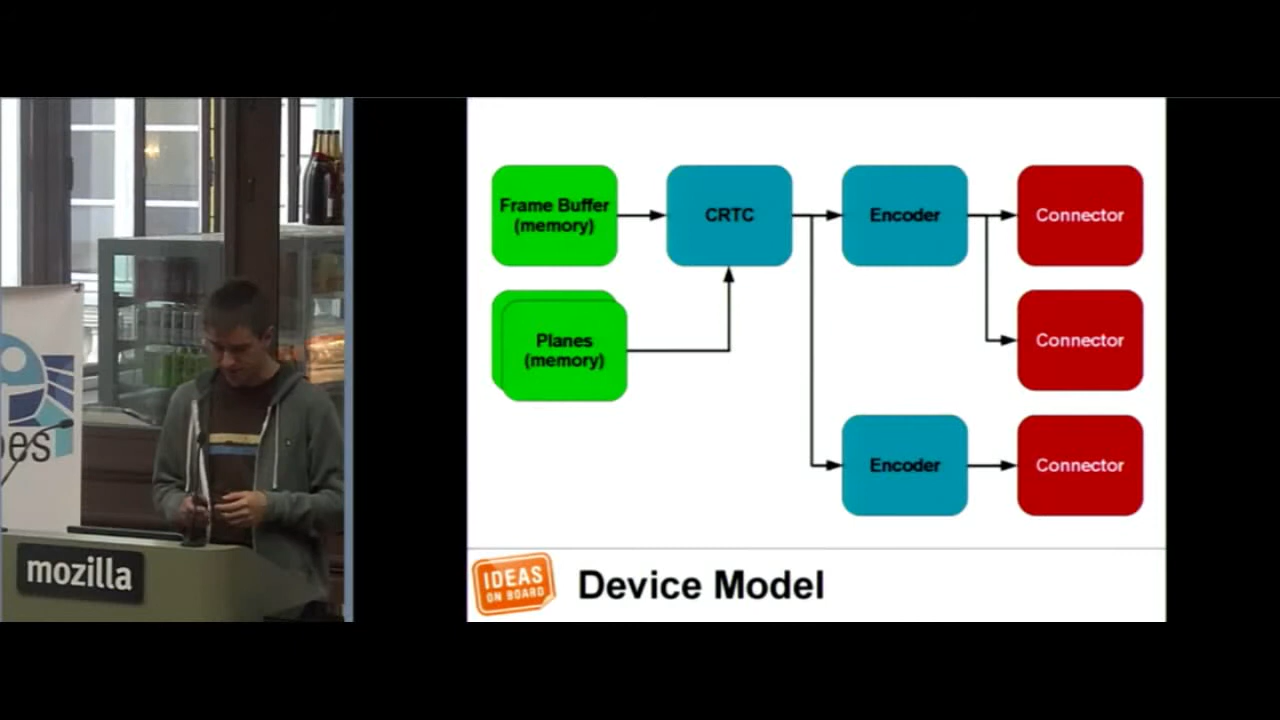 Frame Buffer
(memory)
CRTC
Encoder
Connector
Planes
(memory)
Connector
Encoder
Connector
IDEAS
ON BOARD
Device Model
mozilla